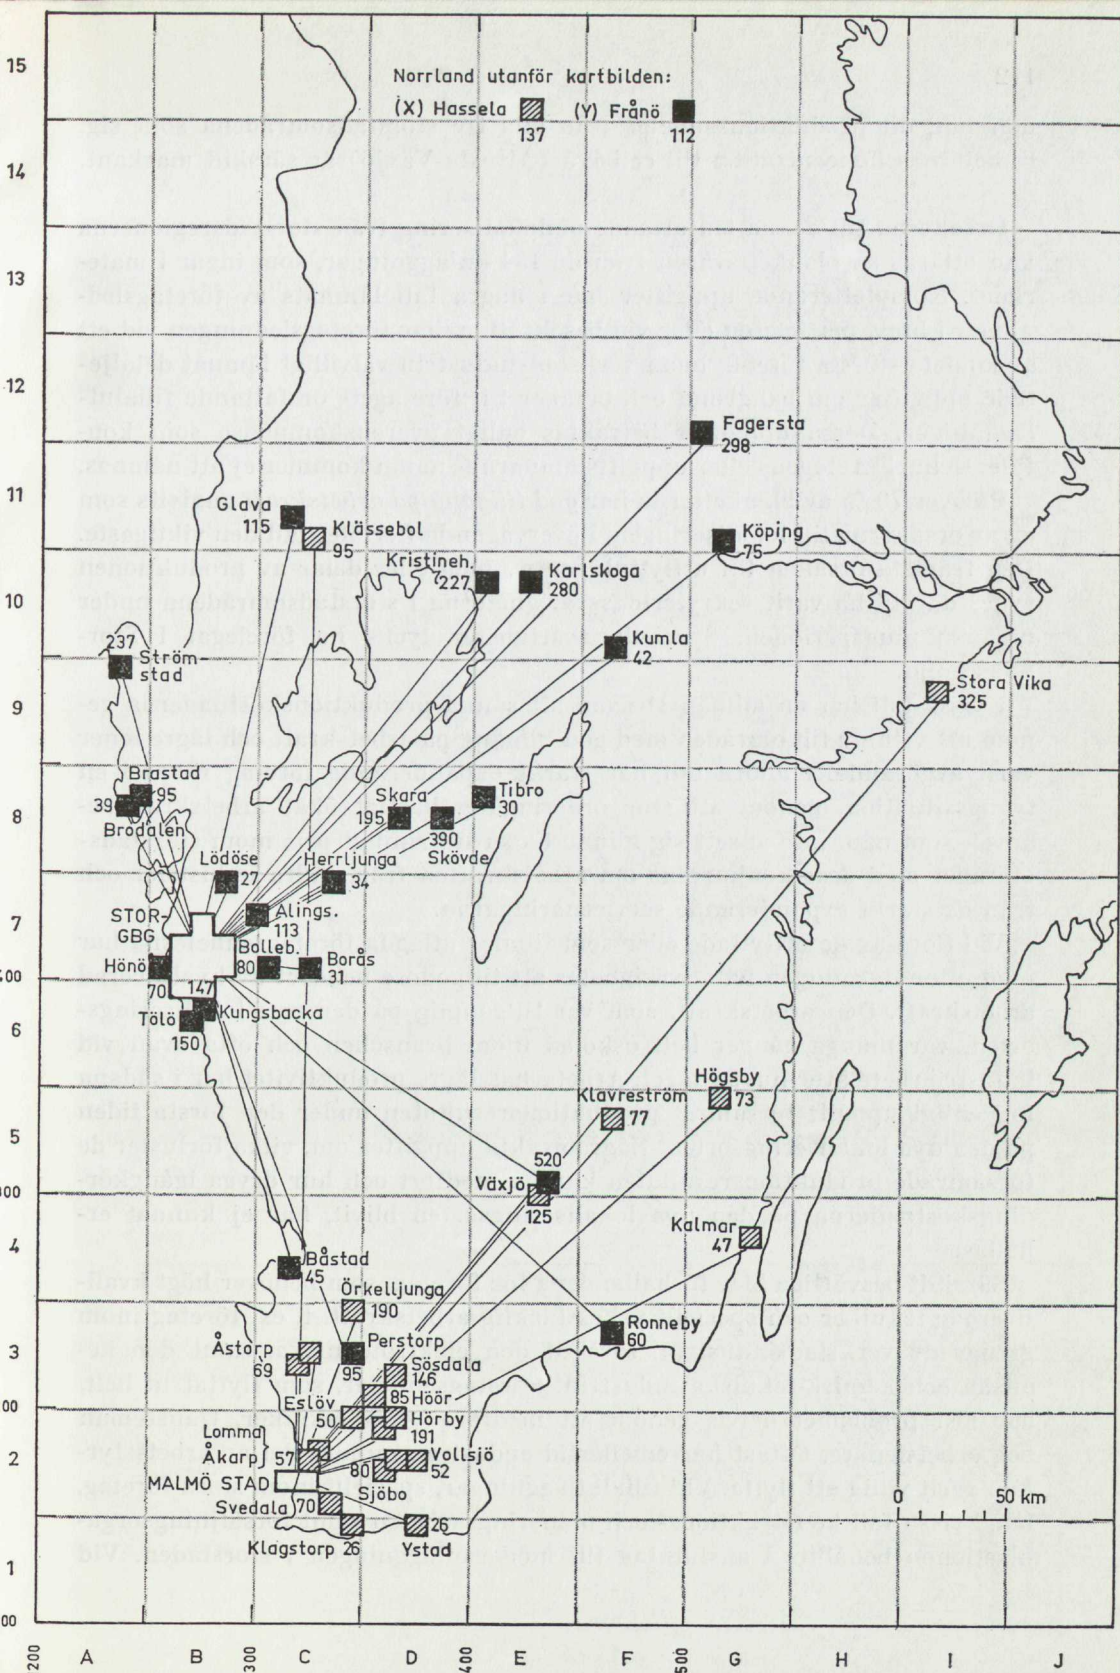 15
Norrland utanför kartbilden:
(X) Hassela (Y) Frånö
137 112
14
13
12
Fagersta
298
11
Glava
115
Klässebol
95
Köping
75
Kristineh.
227
Karlskoga
280
10
237
Ström-
stad
Kumla
42
Stora Vika
325
9
Brastad
95
39
Brodalen
Skara
195
Tibro
30
8
390
Skövde
Lödöse
27
Herrljunga
34
STOR-
GBG
Alings.
113
7
Bolleb.
80
Borås
31
Hönö
70
147
Kungsbacka
Tölö
150
400
6
Högsby
73
Klavreström
77
5
520
Växjö
125
300
Kalmar
47
4
Båstad
45
Örkelljunga
190
Ronneby
60
Åstorp
69
Perstorp
95
3
Sösdala
146
85 Höör
Eslöv
50
Hörby
191
00
Lomma
Åkarp
57
Vollsjö
52
2
80
Sjöbo
MALMÖ STAD
Svedala
70
0 50 km
Klagstorp 26
26
Ystad
1
00
200 A B 300 C D 400 E F 500 G H I J